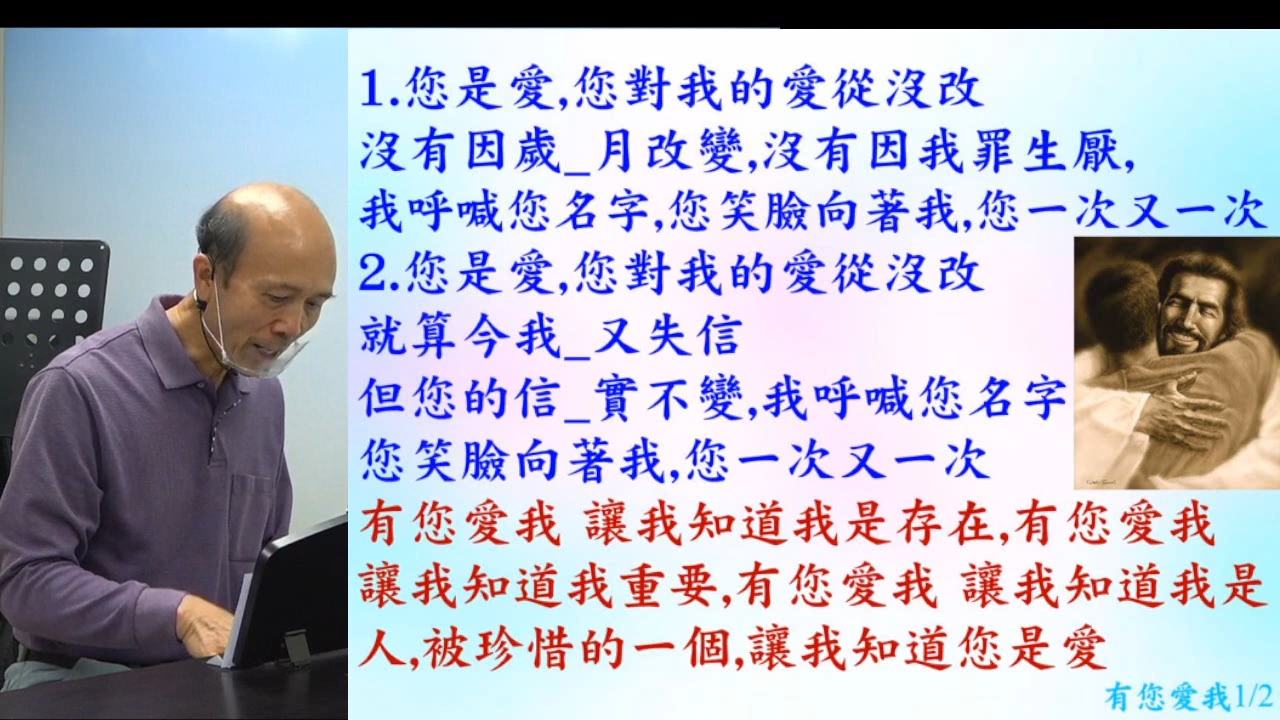 1.您是愛,您對我的愛從沒改
沒有因歲_月改變,沒有因我罪生厭,
我呼喊您名字,您笑臉向著我,您一次又一次
2.您是愛,您對我的愛從沒改
就算今我_又失信
但您的信_實不變,我呼喊您名字
您笑臉向著我,您一次又一次
有您愛我 讓我知道我是存在,有您愛我
讓我知道我重要,有您愛我 讓我知道我是
人,被珍惜的一個,讓我知道您是愛
有您愛我1/2